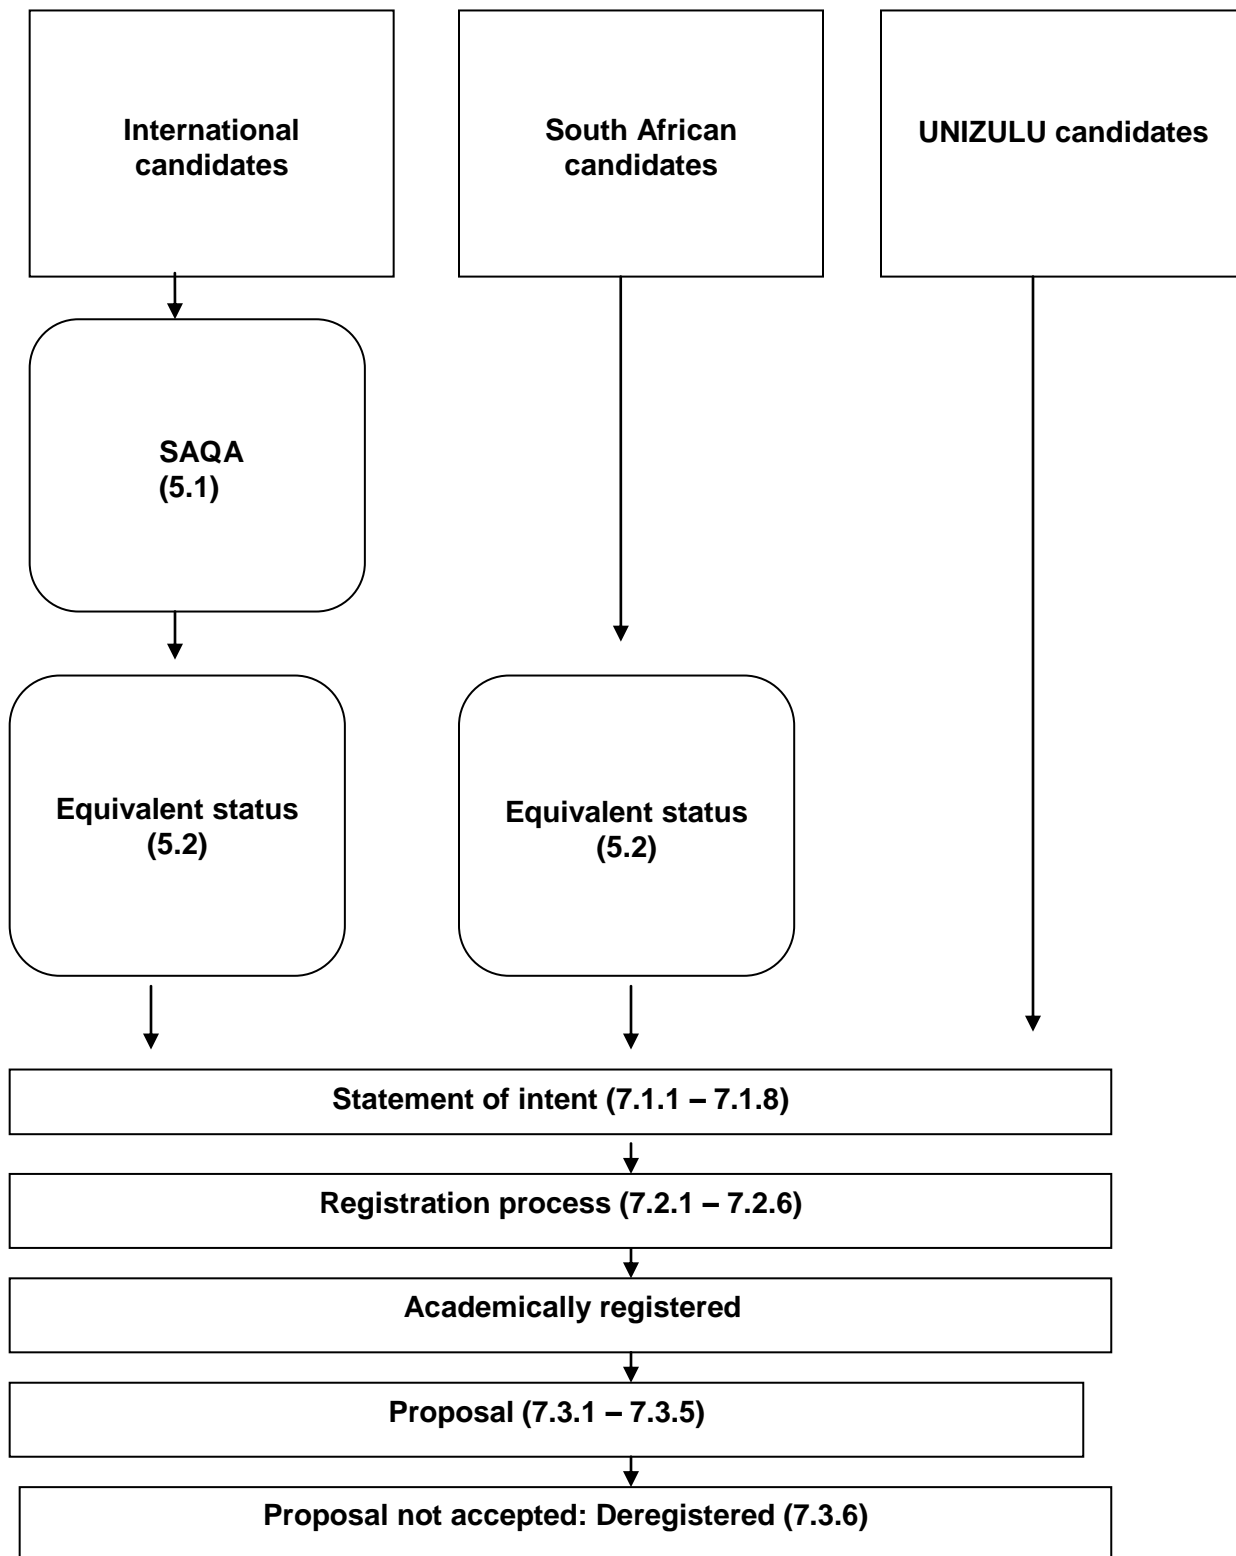 International
candidates
South African
candidates
UNIZULU candidates
SAQA
(5.1)
Equivalent status
(5.2)
Equivalent status
(5.2)
Statement of intent (7.1.1 – 7.1.8)
Registration process (7.2.1 – 7.2.6)
Academically registered
Proposal (7.3.1 – 7.3.5)
Proposal not accepted: Deregistered (7.3.6)